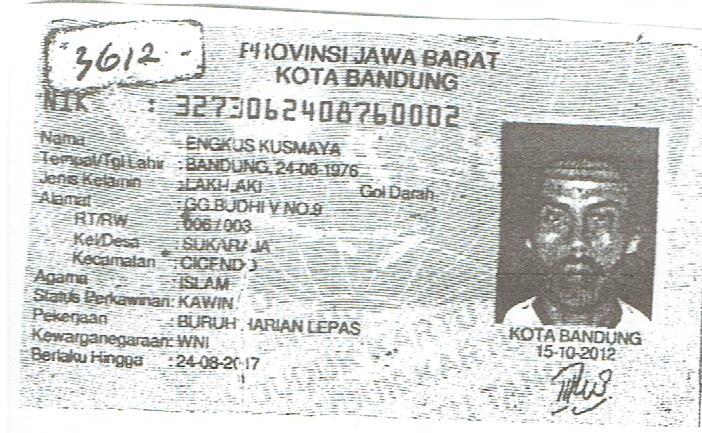 3612 -
PROVINSI JAWA BARAT
KOTA BANDUNG
NIK : 3273062408760002
Nama : ENGKUS KUSMAYA
Tempat/Tgl Lahir : BANDUNG, 24-08-1976
Jenis Kelamin : LAKI-LAKI Gol Darah
Alamat : GG.BUDHI V NO.9
RT/RW : 006 / 003
Kel/Desa : SUKARAJA
Kecamatan : CICENDO
Agama : ISLAM
Status Perkawinan: KAWIN
Pekerjaan : BURUH HARIAN LEPAS
Kewarganegaraan: WNI
Berlaku Hingga : 24-08-2017
KOTA BANDUNG
15-10-2012